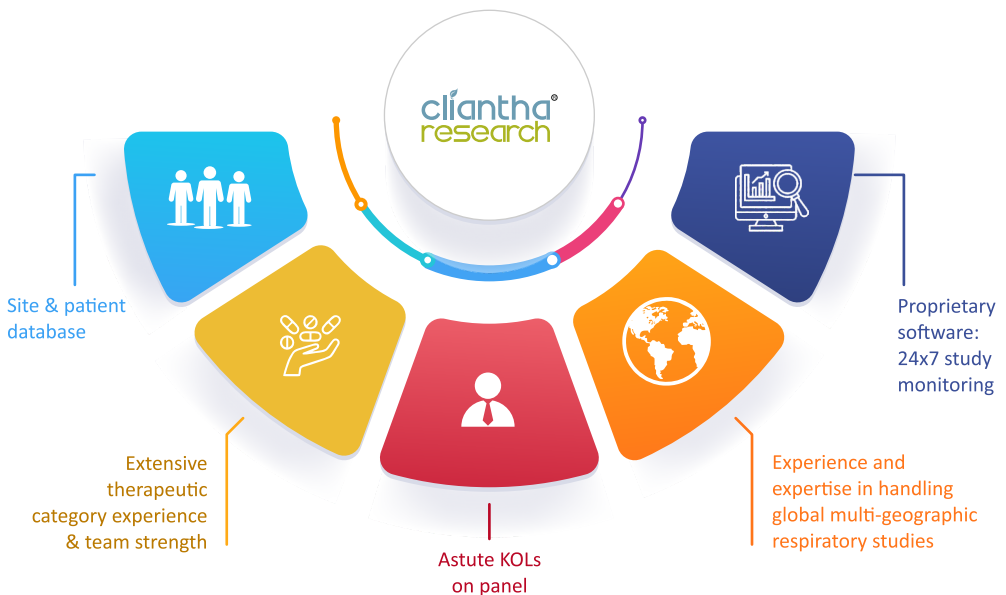 cliantha®
research
Site & patient
database
Extensive
therapeutic
category experience
& team strength
Astute KOLs
on panel
Experience and
expertise in handling
global multi-geographic
respiratory studies
Proprietary
software:
24x7 study
monitoring